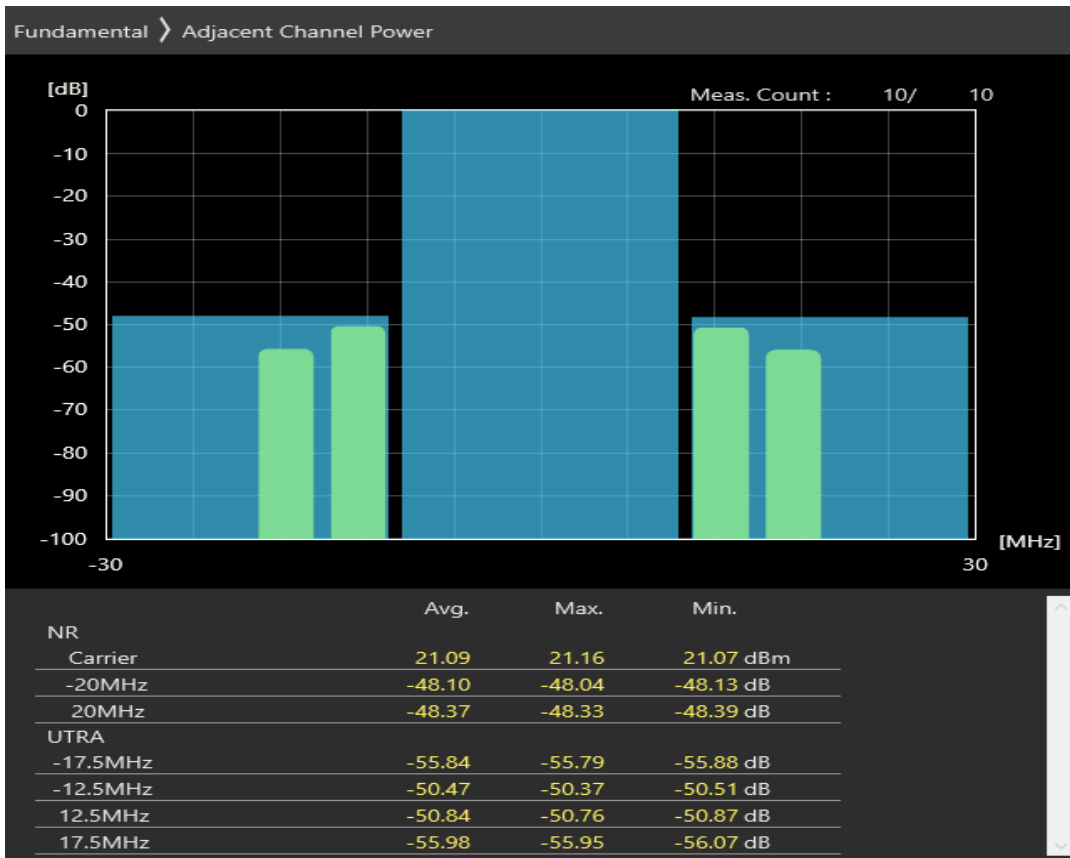 Fundamental ❯ Adjacent Channel Power
[dB]
Meas. Count : 10/ 10
0
-10
-20
-30
-40
-50
-60
-70
-80
-90
-100
[MHz]
-30 30
Avg. Max. Min.
NR
Carrier 21.09 21.16 21.07 dBm
-20MHz -48.10 -48.04 -48.13 dB
20MHz -48.37 -48.33 -48.39 dB
UTRA
-17.5MHz -55.84 -55.79 -55.88 dB
-12.5MHz -50.47 -50.37 -50.51 dB
12.5MHz -50.84 -50.76 -50.87 dB
17.5MHz -55.98 -55.95 -56.07 dB